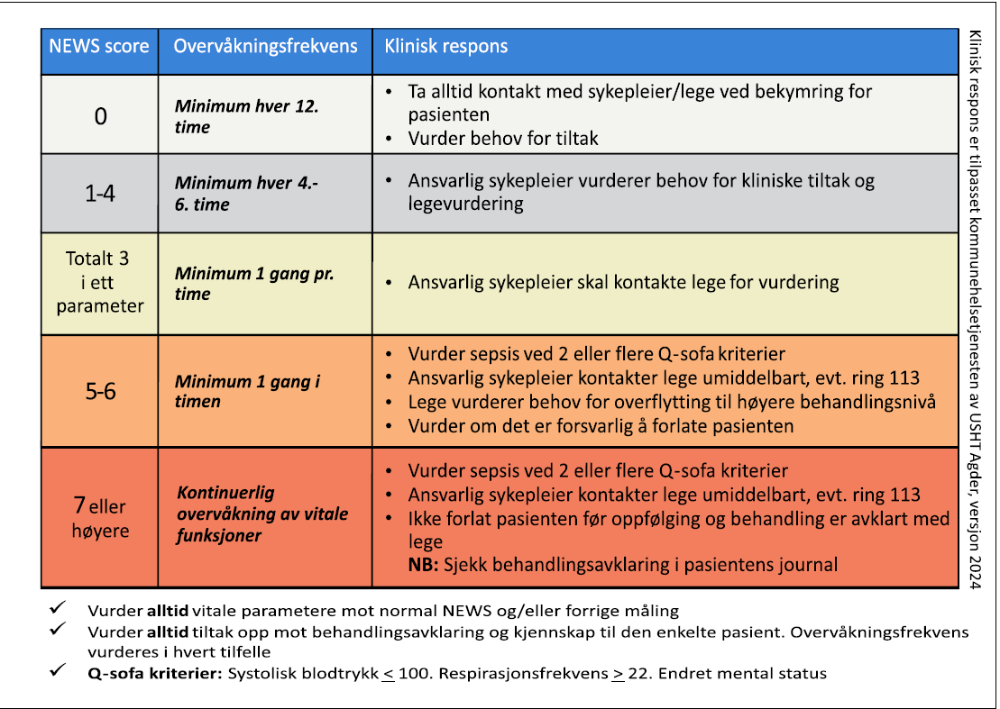 NEWS score
Overvåkningsfrekvens
Klinisk respons
0
Minimum hver 12.
time
• Ta alltid kontakt med sykepleier/lege ved bekymring for
pasienten
• Vurder behov for tiltak
1-4
Minimum hver 4.-
6. time
• Ansvarlig sykepleier vurderer behov for kliniske tiltak og
legevurdering
Totalt 3
i ett
parameter
Minimum 1 gang pr.
time
• Ansvarlig sykepleier skal kontakte lege for vurdering
5-6
Minimum 1 gang i
timen
• Vurder sepsis ved 2 eller flere Q-sofa kriterier
• Ansvarlig sykepleier kontakter lege umiddelbart, evt. ring 113
• Lege vurderer behov for overflytting til høyere behandlingsnivå
• Vurder om det er forsvarlig å forlate pasienten
7 eller
høyere
Kontinuerlig
overvåkning av vitale
funksjoner
• Vurder sepsis ved 2 eller flere Q-sofa kriterier
• Ansvarlig sykepleier kontakter lege umiddelbart, evt. ring 113
• Ikke forlat pasienten før oppfølging og behandling er avklart med
lege
NB: Sjekk behandlingsavklaring i pasientens journal
Klinisk respons er tilpasset kommunehelsetjenesten av USHT Agder, versjon 2024
✓ Vurder alltid vitale parametere mot normal NEWS og/eller forrige måling
✓ Vurder alltid tiltak opp mot behandlingsavklaring og kjennskap til den enkelte pasient. Overvåkningsfrekvens
vurderes i hvert tilfelle
✓ Q-sofa kriterier: Systolisk blodtrykk ≤ 100. Respirasjonsfrekvens ≥ 22. Endret mental status